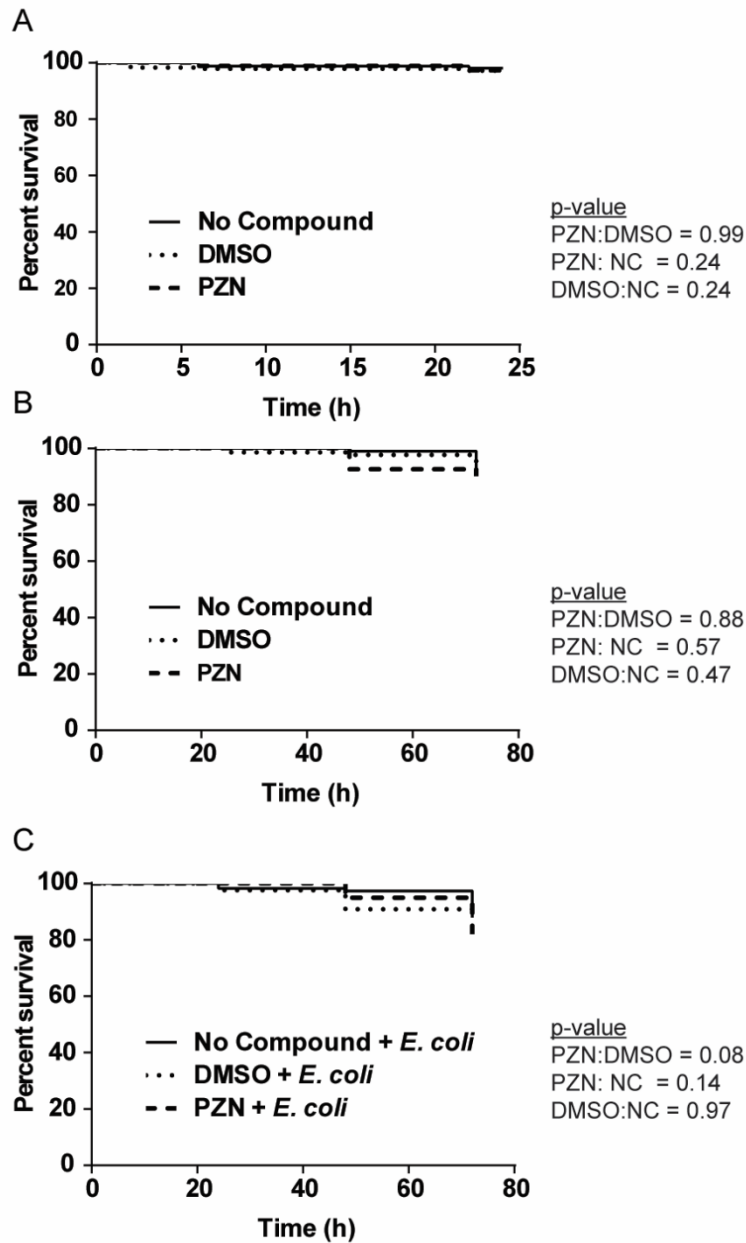 A
100
80
60
40
20
0
Percent survival
No Compound
DMSO
PZN
0 5 10 15 20 25
Time (h)
p-value
PZN:DMSO = 0.99
PZN: NC = 0.24
DMSO:NC = 0.24
B
100
80
60
40
20
0
Percent survival
No Compound
DMSO
PZN
0 20 40 60 80
Time (h)
p-value
PZN:DMSO = 0.88
PZN: NC = 0.57
DMSO:NC = 0.47
C
100
80
60
40
20
0
Percent survival
No Compound + E. coli
DMSO + E. coli
PZN + E. coli
0 20 40 60 80
Time (h)
p-value
PZN:DMSO = 0.08
PZN: NC = 0.14
DMSO:NC = 0.97